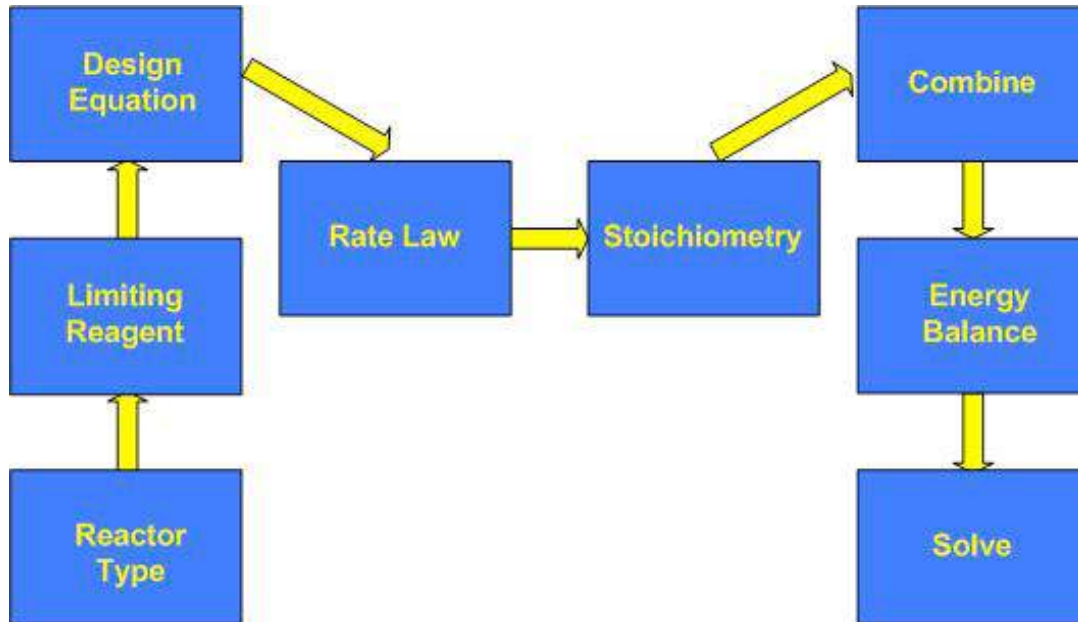 Design
Equation
Combine
Rate Law
Stoichiometry
Limiting
Reagent
Energy
Balance
Reactor
Type
Solve